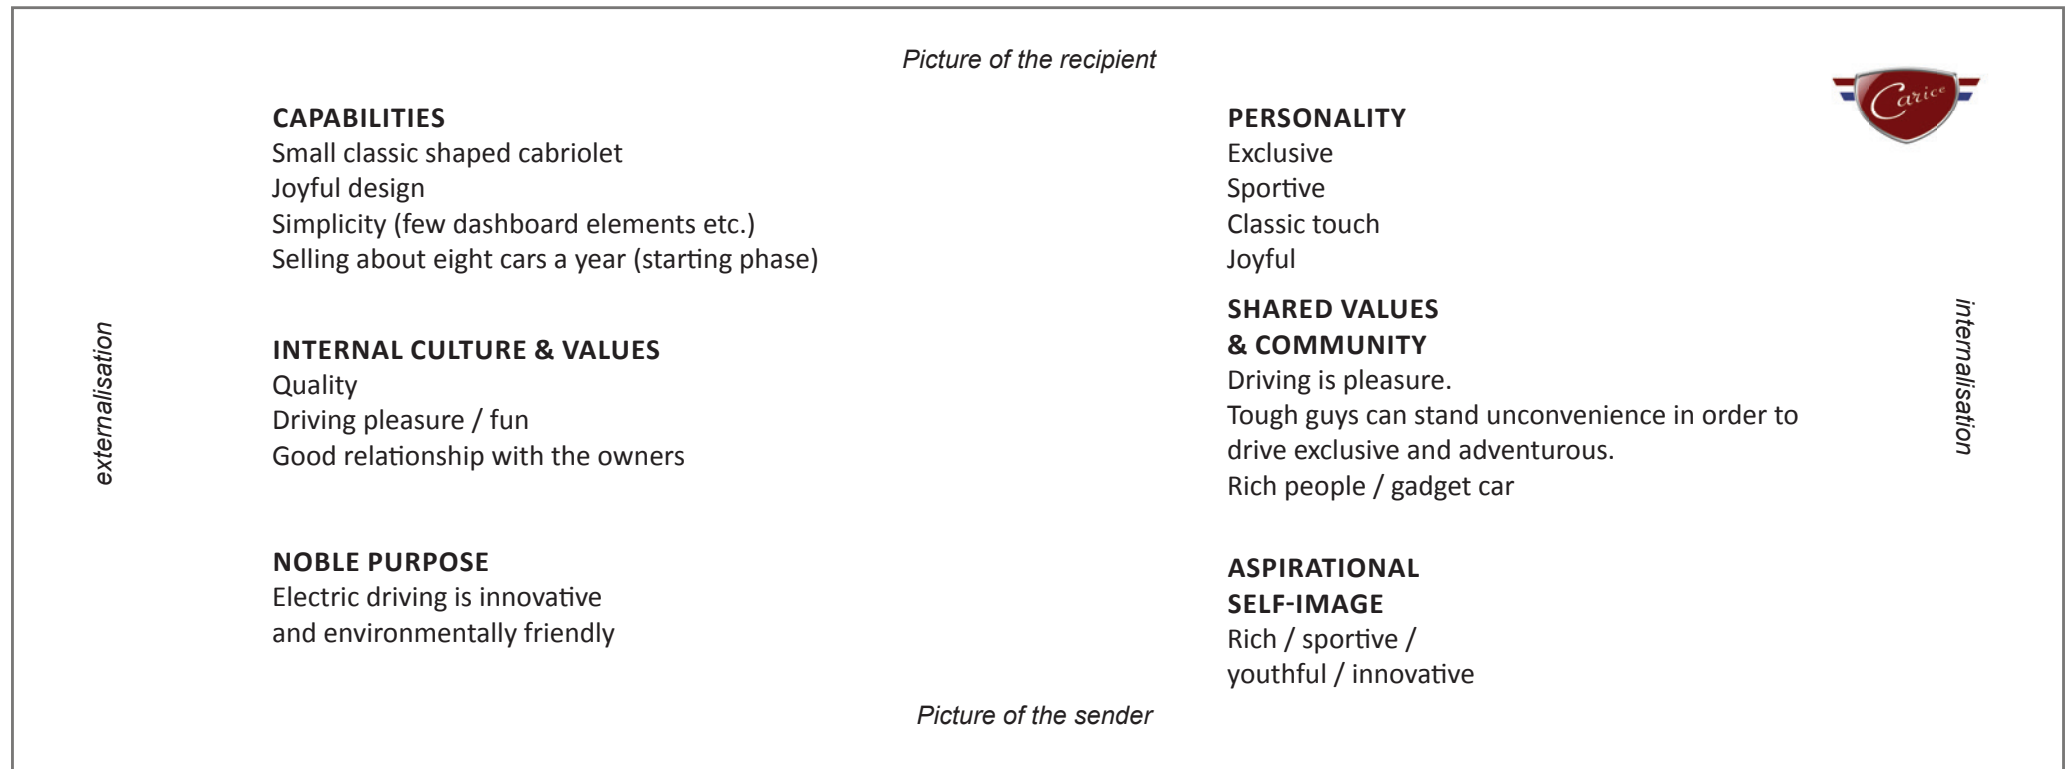 Picture of the recipient
Carice
CAPABILITIES
Small classic shaped cabriolet
Joyful design
Simplicity (few dashboard elements etc.)
Selling about eight cars a year (starting phase)
PERSONALITY
Exclusive
Sportive
Classic touch
Joyful
externalisation
INTERNAL CULTURE & VALUES
Quality
Driving pleasure / fun
Good relationship with the owners
SHARED VALUES
& COMMUNITY
Driving is pleasure.
Tough guys can stand unconvenience in order to
drive exclusive and adventurous.
Rich people / gadget car
internalisation
NOBLE PURPOSE
Electric driving is innovative
and environmentally friendly
ASPIRATIONAL
SELF-IMAGE
Rich / sportive /
youthful / innovative
Picture of the sender